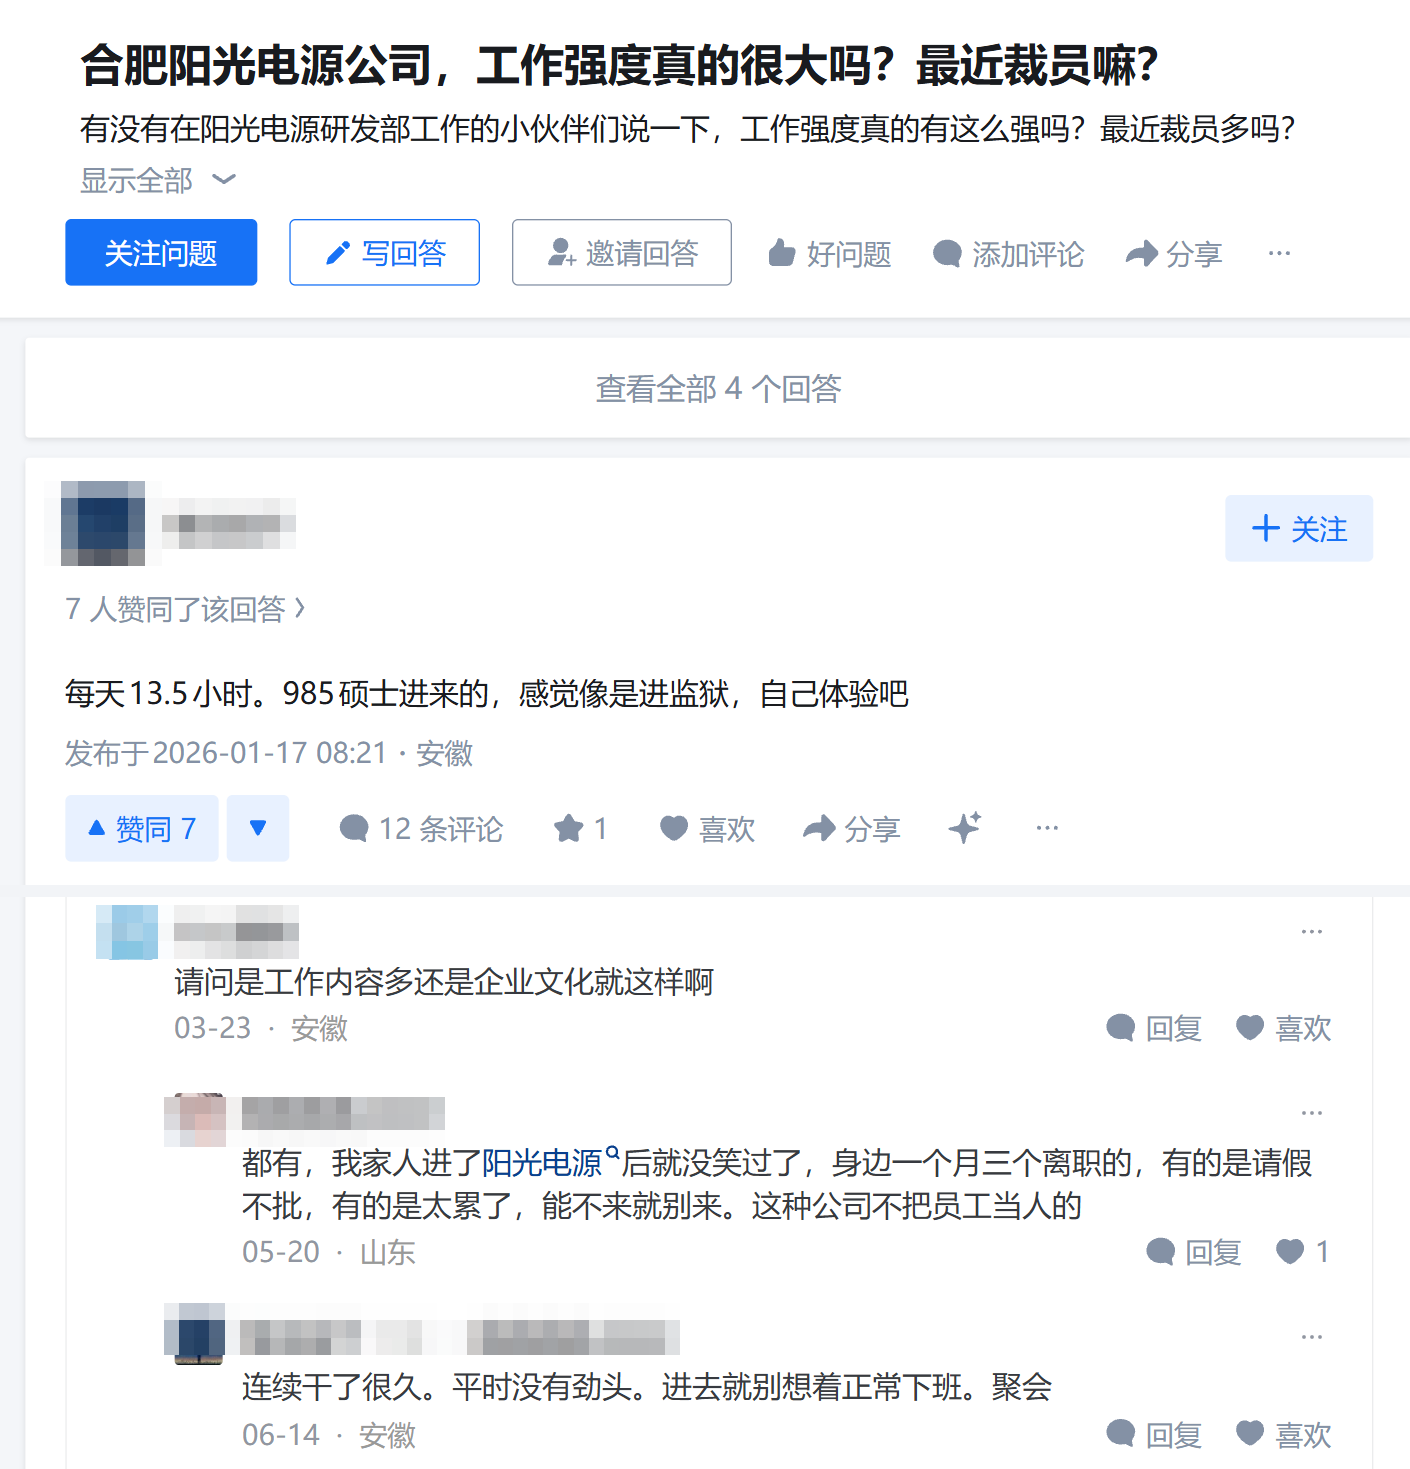 合肥阳光电源公司，工作强度真的很大吗？最近裁员嘛？
有没有在阳光电源研发部工作的小伙伴们说一下，工作强度真的有这么强吗？最近裁员多吗？
显示全部
关注问题
写回答
邀请回答
好问题
添加评论
分享
···
查看全部 4 个回答
关注
7 人赞同了该回答
每天13.5小时。985硕士进来的，感觉像是进监狱，自己体验吧
发布于2026-01-17 08:21 · 安徽
赞同 7
12 条评论
1
喜欢
分享
···
···
请问是工作内容多还是企业文化就这样啊
03-23 · 安徽
回复
喜欢
···
都有，我家人进了阳光电源后就没笑过了，身边一个月三个离职的，有的是请假
不批，有的是太累了，能不来就别来。这种公司不把员工当人的
05-20 · 山东
回复
1
···
连续干了很久。平时没有劲头。进去就别想着正常下班。聚会
06-14 · 安徽
回复
喜欢